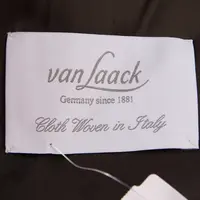 van Laack
Germany since 1881
Cloth Woven in Italy